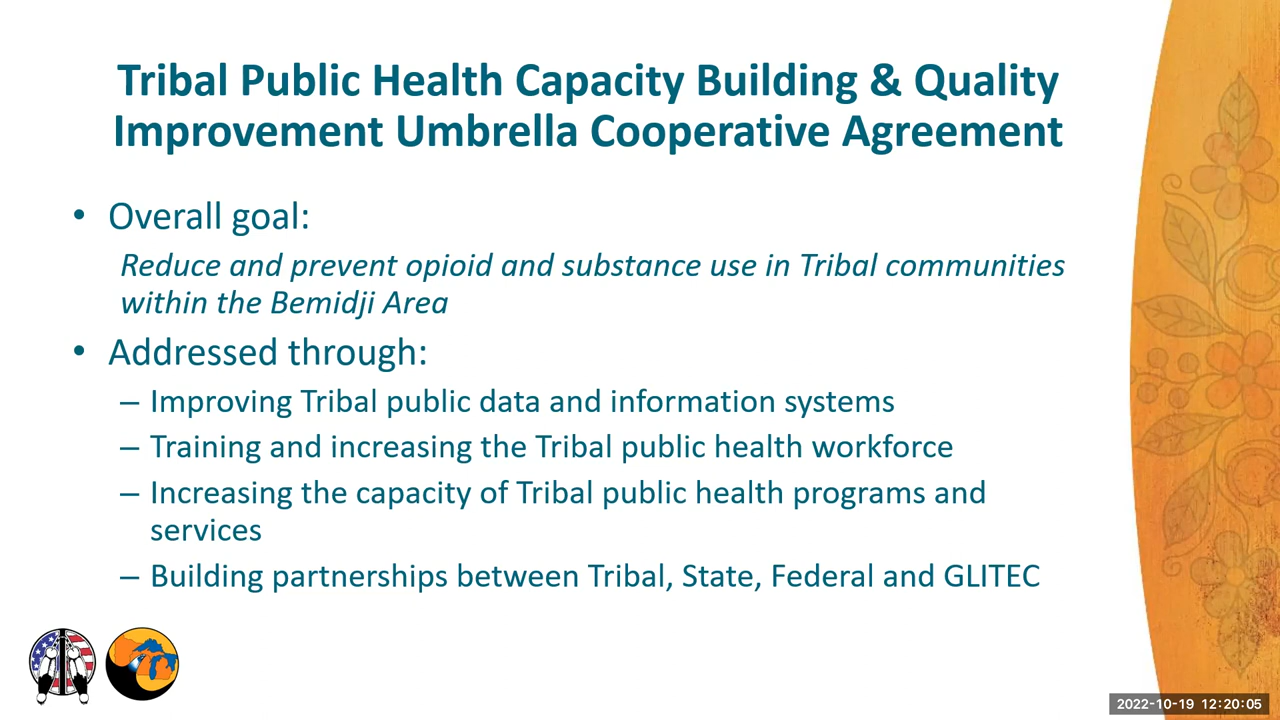 Tribal Public Health Capacity Building & Quality
Improvement Umbrella Cooperative Agreement
• Overall goal:
Reduce and prevent opioid and substance use in Tribal communities
within the Bemidji Area
• Addressed through:
– Improving Tribal public data and information systems
– Training and increasing the Tribal public health workforce
– Increasing the capacity of Tribal public health programs and
services
– Building partnerships between Tribal, State, Federal and GLITEC
2022-10-19 12:20:05